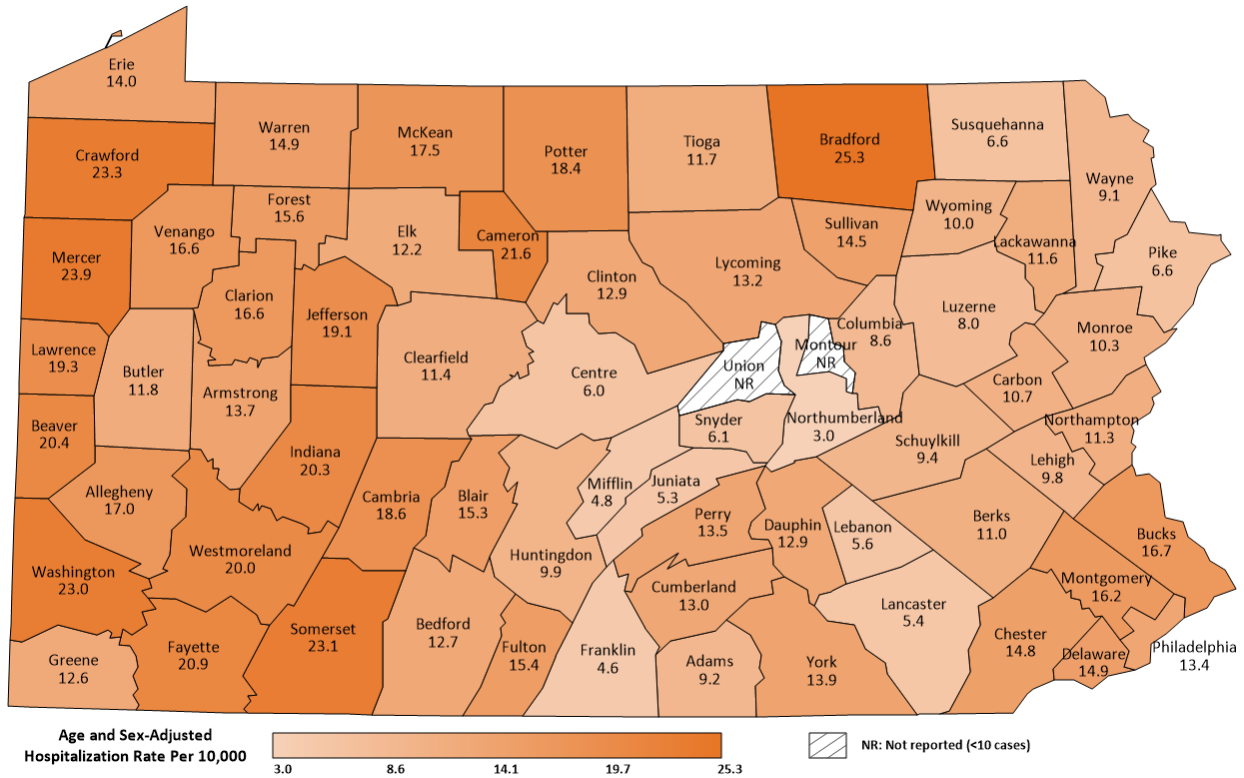 Erie
14.0
Warren
14.9
McKean
17.5
Potter
18.4
Tioga
11.7
Bradford
25.3
Susquehanna
6.6
Crawford
23.3
Wayne
9.1
Forest
15.6
Venango
16.6
Elk
12.2
Cameron
21.6
Sullivan
14.5
Wyoming
10.0
Lackawanna
11.6
Pike
6.6
Mercer
23.9
Clarion
16.6
Clinton
12.9
Lycoming
13.2
Jefferson
19.1
Columbia
8.6
Luzerne
8.0
Monroe
10.3
Lawrence
19.3
Butler
11.8
Clearfield
11.4
Centre
6.0
Union
NR
Montour
NR
Armstrong
13.7
Carbon
10.7
Beaver
20.4
Snyder
6.1
Northumberland
3.0
Northampton
11.3
Schuylkill
9.4
Indiana
20.3
Lehigh
9.8
Allegheny
17.0
Cambria
18.6
Blair
15.3
Mifflin
4.8
Juniata
5.3
Perry
13.5
Dauphin
12.9
Lebanon
5.6
Berks
11.0
Bucks
16.7
Westmoreland
20.0
Huntingdon
9.9
Washington
23.0
Cumberland
13.0
Montgomery
16.2
Lancaster
5.4
Somerset
23.1
Bedford
12.7
Fayette
20.9
Greene
12.6
Fulton
15.4
Franklin
4.6
Adams
9.2
York
13.9
Chester
14.8
Delaware
14.9
Philadelphia
13.4
Age and Sex-Adjusted
Hospitalization Rate Per 10,000
3.0 8.6 14.1 19.7 25.3
NR: Not reported (<10 cases)